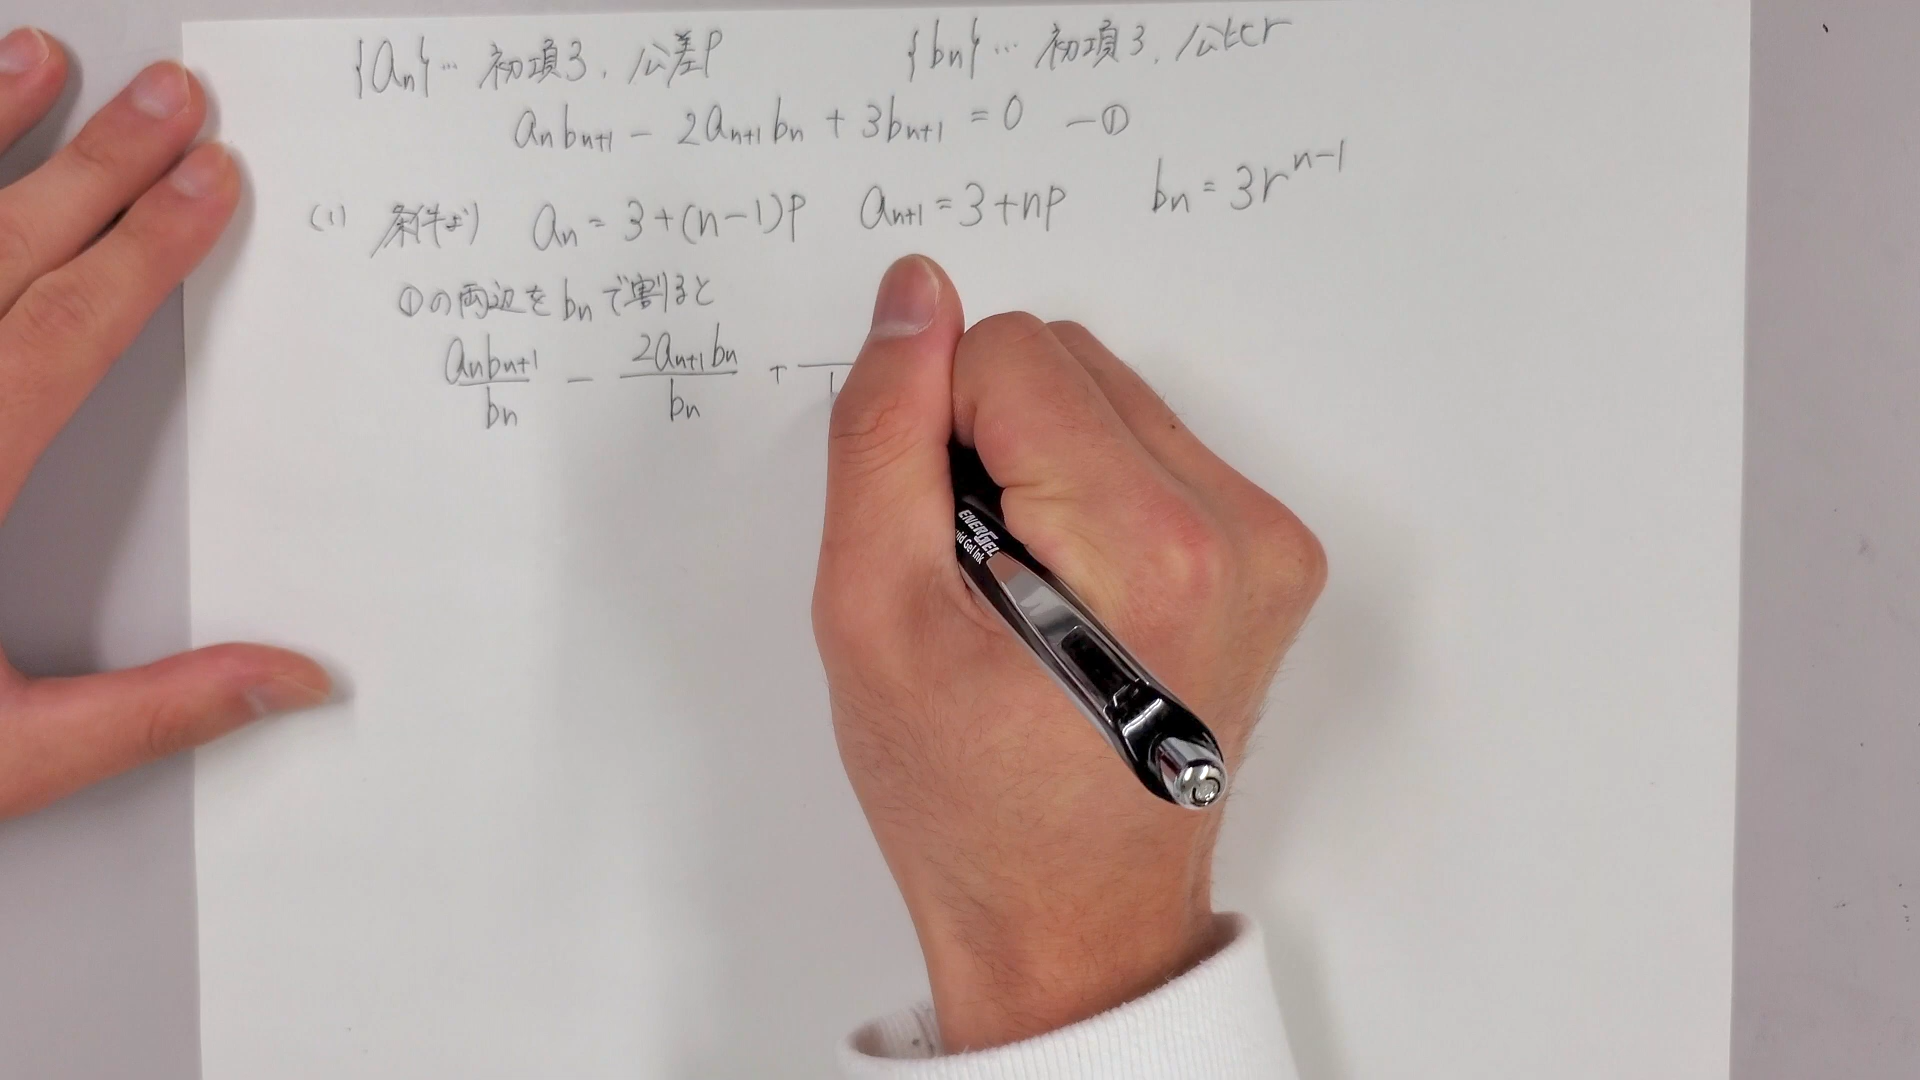 {an}… 初項3, 公差p {bn}… 初項3, 公比r
anbn+1 − 2an+1bn + 3bn+1 = 0 −①
(1) 条件より an = 3+(n−1)p an+1 = 3+np bn = 3r^n−1
①の両辺をbnで割ると
anbn+1/bn − 2an+1bn/bn +
ENERGEL
Gel Ink